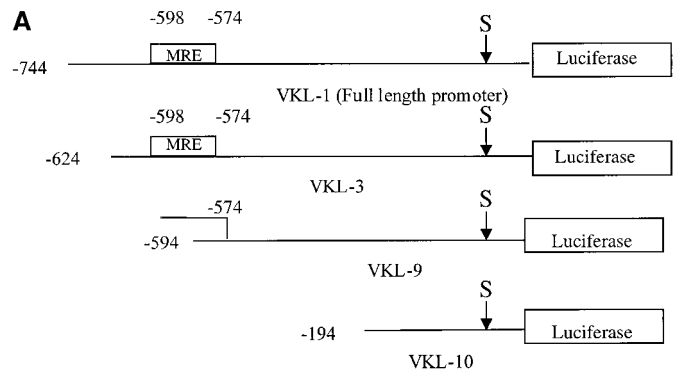 A
-598 -574
S
MRE
Luciferase
-744
VKL-1 (Full length promoter)
-598 -574
S
MRE
Luciferase
-624
VKL-3
-574
S
-594
Luciferase
VKL-9
S
-194
Luciferase
VKL-10